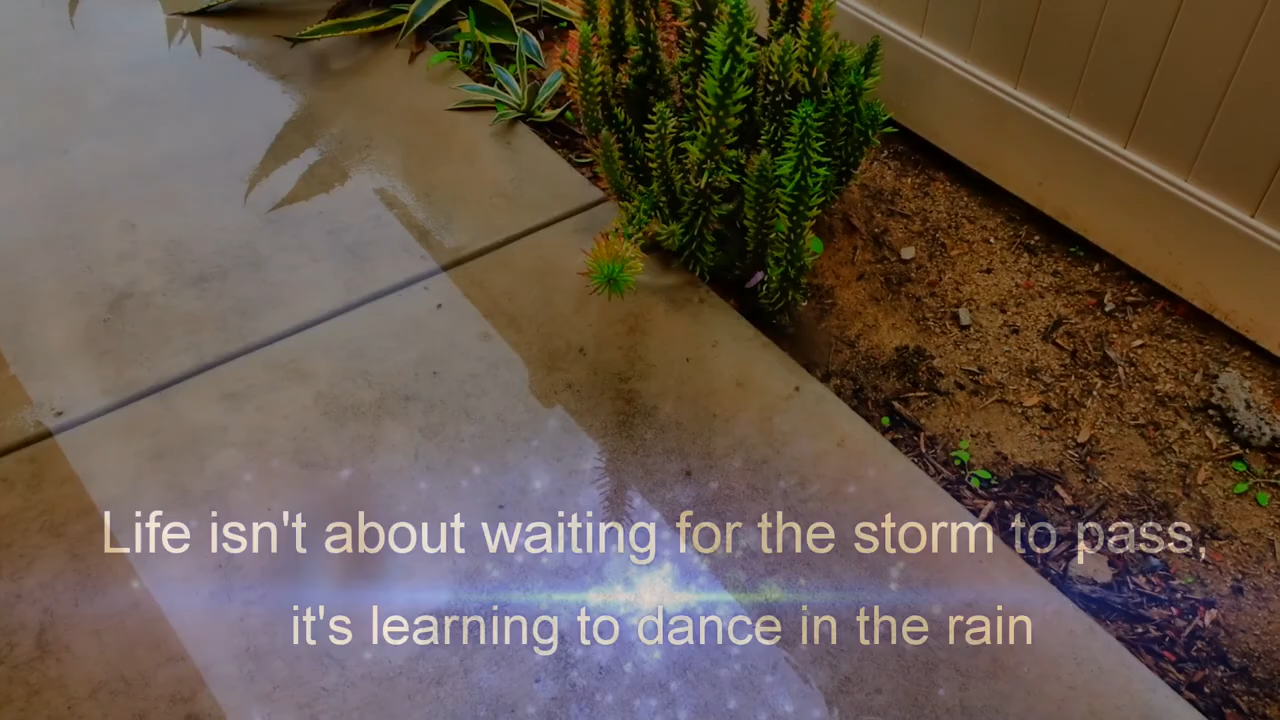 Life isn't about waiting for the storm to pass,
it's learning to dance in the rain